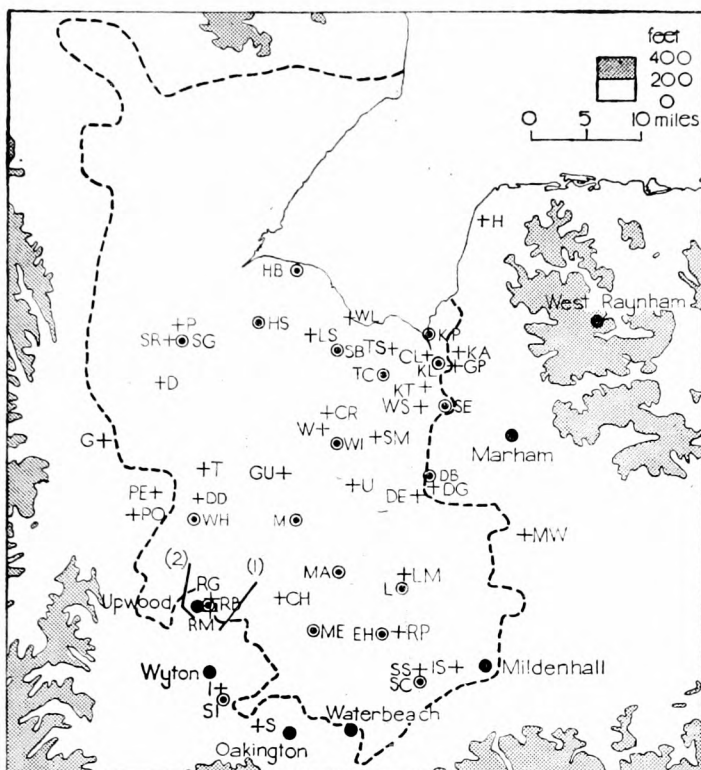 feet
400
200
0
0 5 10 miles
+H
HB
West Raynham
WL
P
HS
SR SG
LS
KP
SB TS CL KA
KL GP
TC
D
KT
WS SE
CR
G W
WI SM
Marham
T GU DB
PE U DG
DD DE
PO WH M
MW
(2) (1)
MA LM
RG L
Upwood RB CH
RM
ME EH RP
Wyton SS IS Mildenhall
SC
I
SI
S Waterbeach
Oakington